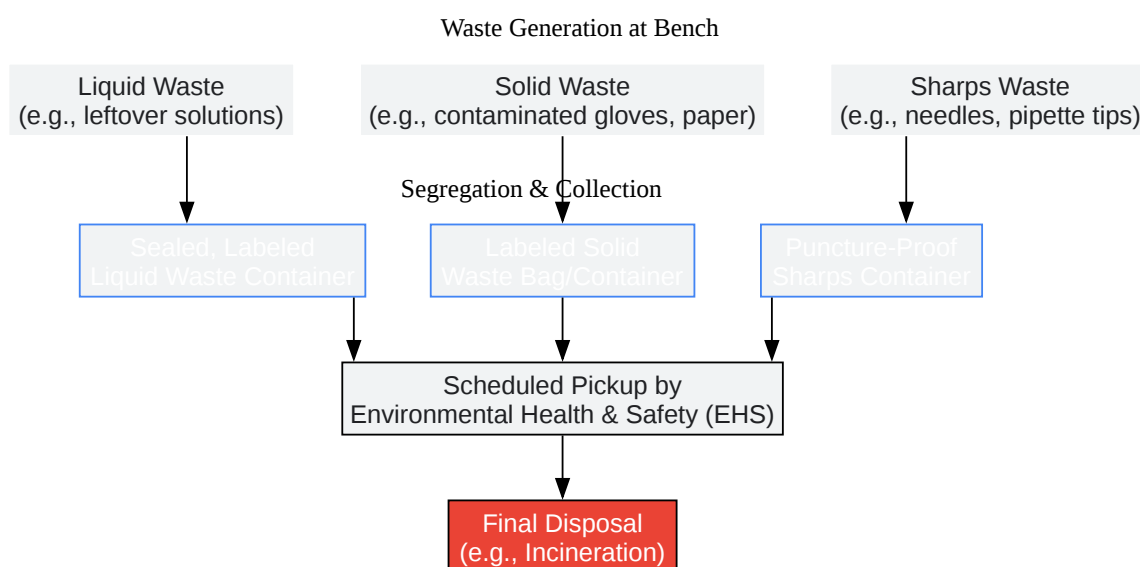 Waste Generation at Bench
Liquid Waste
(e.g., leftover solutions)
Solid Waste
(e.g., contaminated gloves, paper)
Sharps Waste
(e.g., needles, pipette tips)
Segregation & Collection
Sealed, Labeled
Liquid Waste Container
Labeled Solid
Waste Bag/Container
Puncture-Proof
Sharps Container
Scheduled Pickup by
Environmental Health & Safety (EHS)
Final Disposal
(e.g., Incineration)